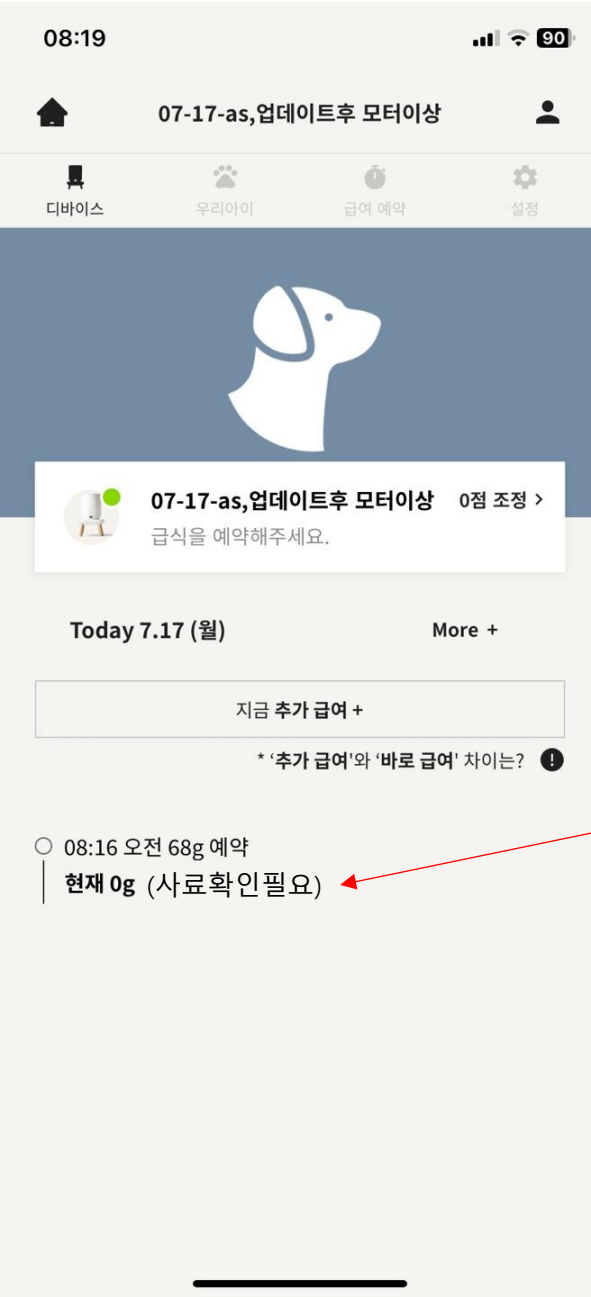 08:19
90
07-17-as,업데이트후 모터이상
디바이스 우리아이 급여 예약 설정
07-17-as,업데이트후 모터이상 0점 조정 >
급식을 예약해주세요.
Today 7.17 (월) More +
지금 추가 급여 +
* ‘추가 급여'와 ‘바로 급여' 차이는? !
08:16 오전 68g 예약
현재 0g (사료확인필요)